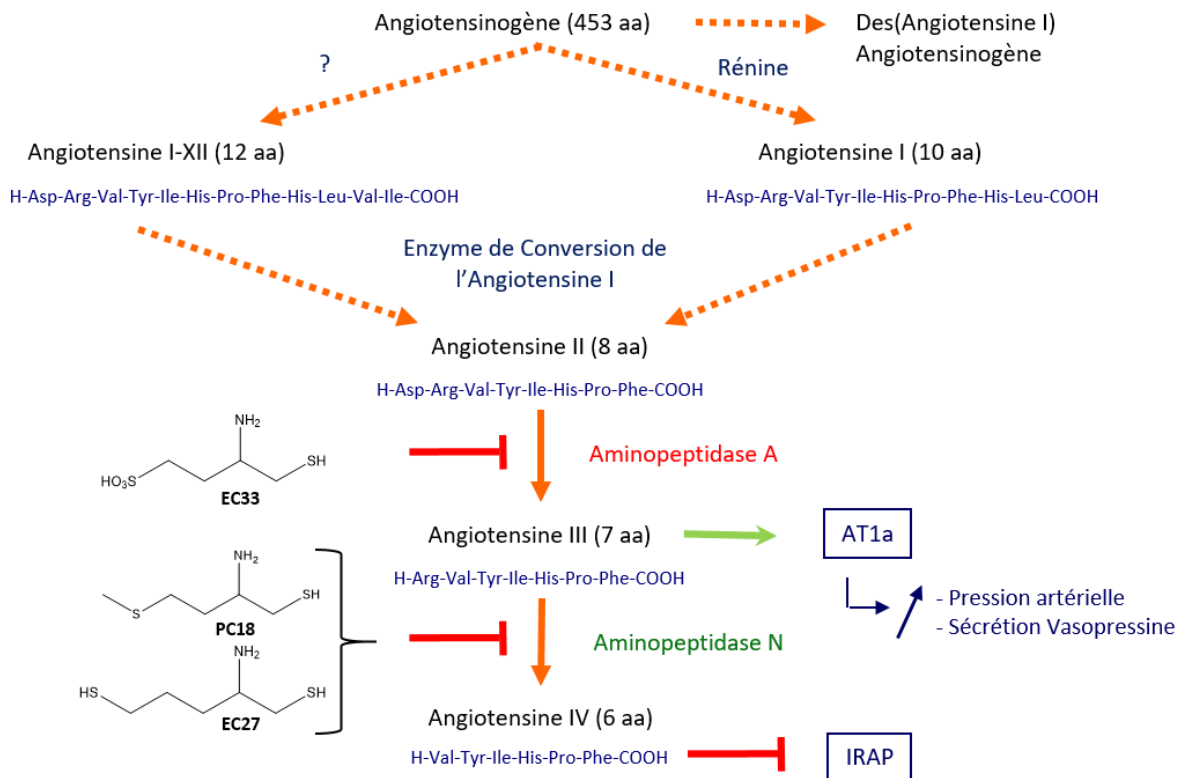 Angiotensinogène (453 aa)
Des(Angiotensine I)
Angiotensinogène
?
Rénine
Angiotensine I-XII (12 aa)
Angiotensine I (10 aa)
H-Asp-Arg-Val-Tyr-Ile-His-Pro-Phe-His-Leu-Val-Ile-COOH
H-Asp-Arg-Val-Tyr-Ile-His-Pro-Phe-His-Leu-COOH
Enzyme de Conversion de
l'Angiotensine I
Angiotensine II (8 aa)
H-Asp-Arg-Val-Tyr-Ile-His-Pro-Phe-COOH
NH₂
HO₃S
SH
EC33
Aminopeptidase A
Angiotensine III (7 aa)
AT1a
H-Arg-Val-Tyr-Ile-His-Pro-Phe-COOH
NH₂
S
SH
PC18
- Pression artérielle
- Sécrétion Vasopressine
Aminopeptidase N
NH₂
HS
SH
EC27
Angiotensine IV (6 aa)
H-Val-Tyr-Ile-His-Pro-Phe-COOH
IRAP